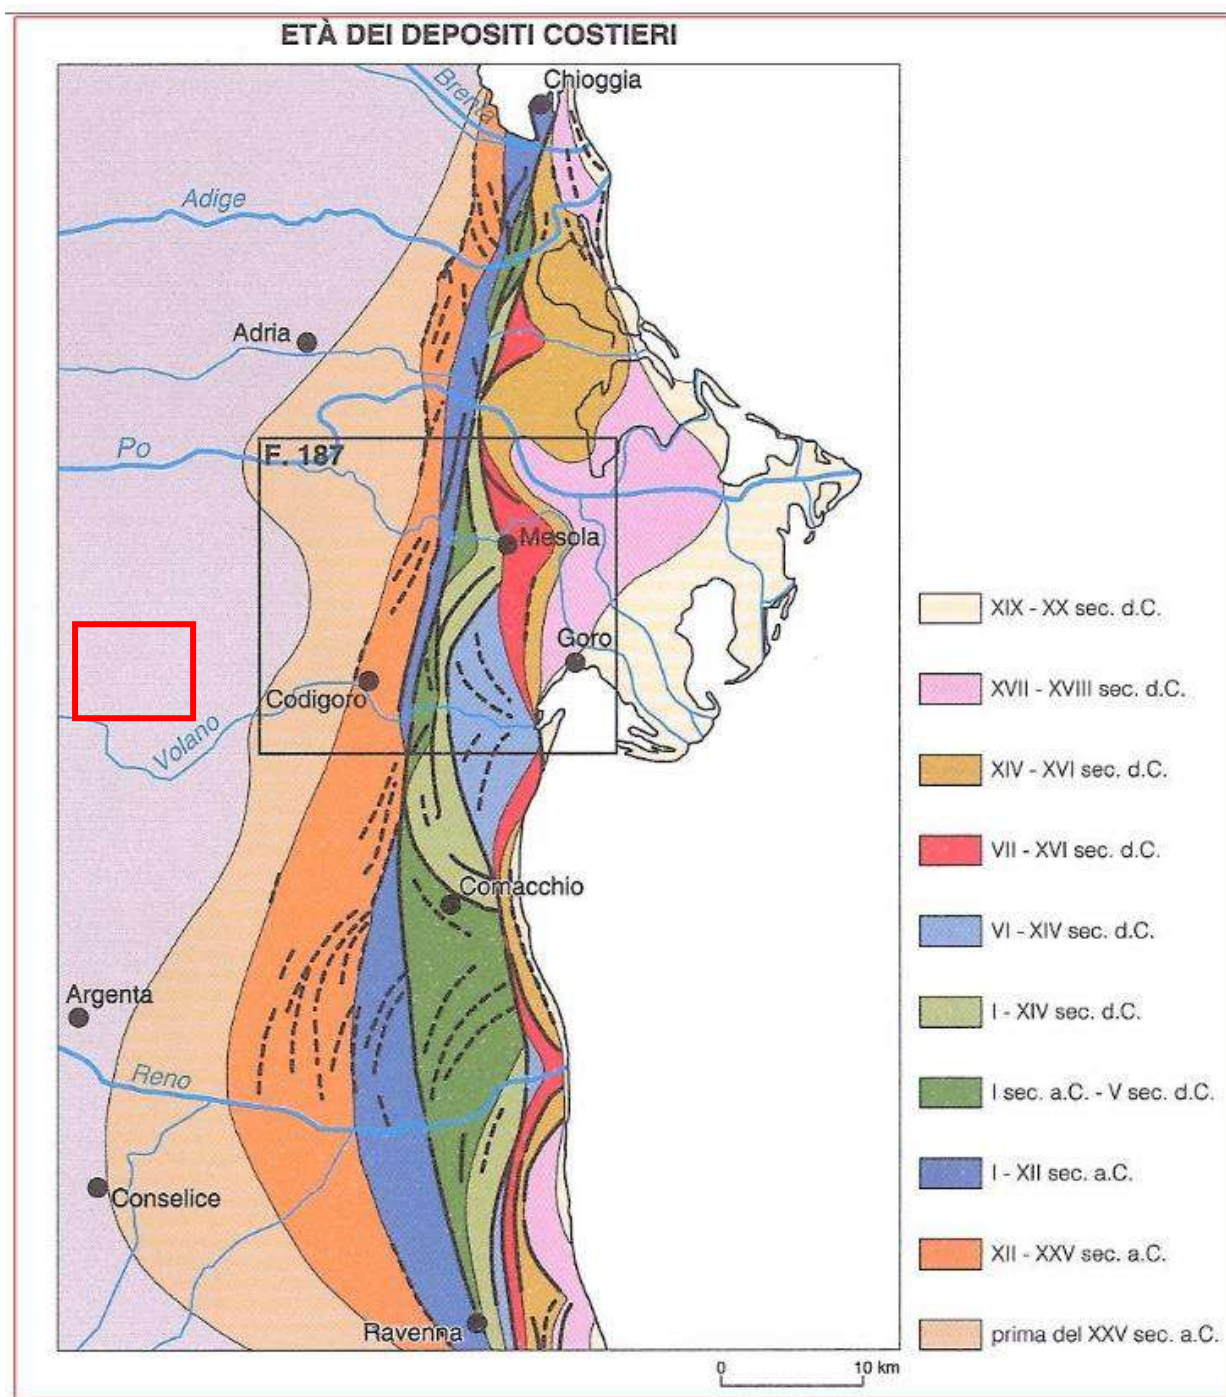 ETÀ DEI DEPOSITI COSTIERI
Chioggia
Brenta
Adige
Adria
Po
F. 187
Mesola
Goro
Codigoro
Volano
Comacchio
Argenta
Reno
Conselice
Ravenna
XIX - XX sec. d.C.
XVII - XVIII sec. d.C.
XIV - XVI sec. d.C.
VII - XVI sec. d.C.
VI - XIV sec. d.C.
I - XIV sec. d.C.
I sec. a.C. - V sec. d.C.
I - XII sec. a.C.
XII - XXV sec. a.C.
prima del XXV sec. a.C.
0 10 km